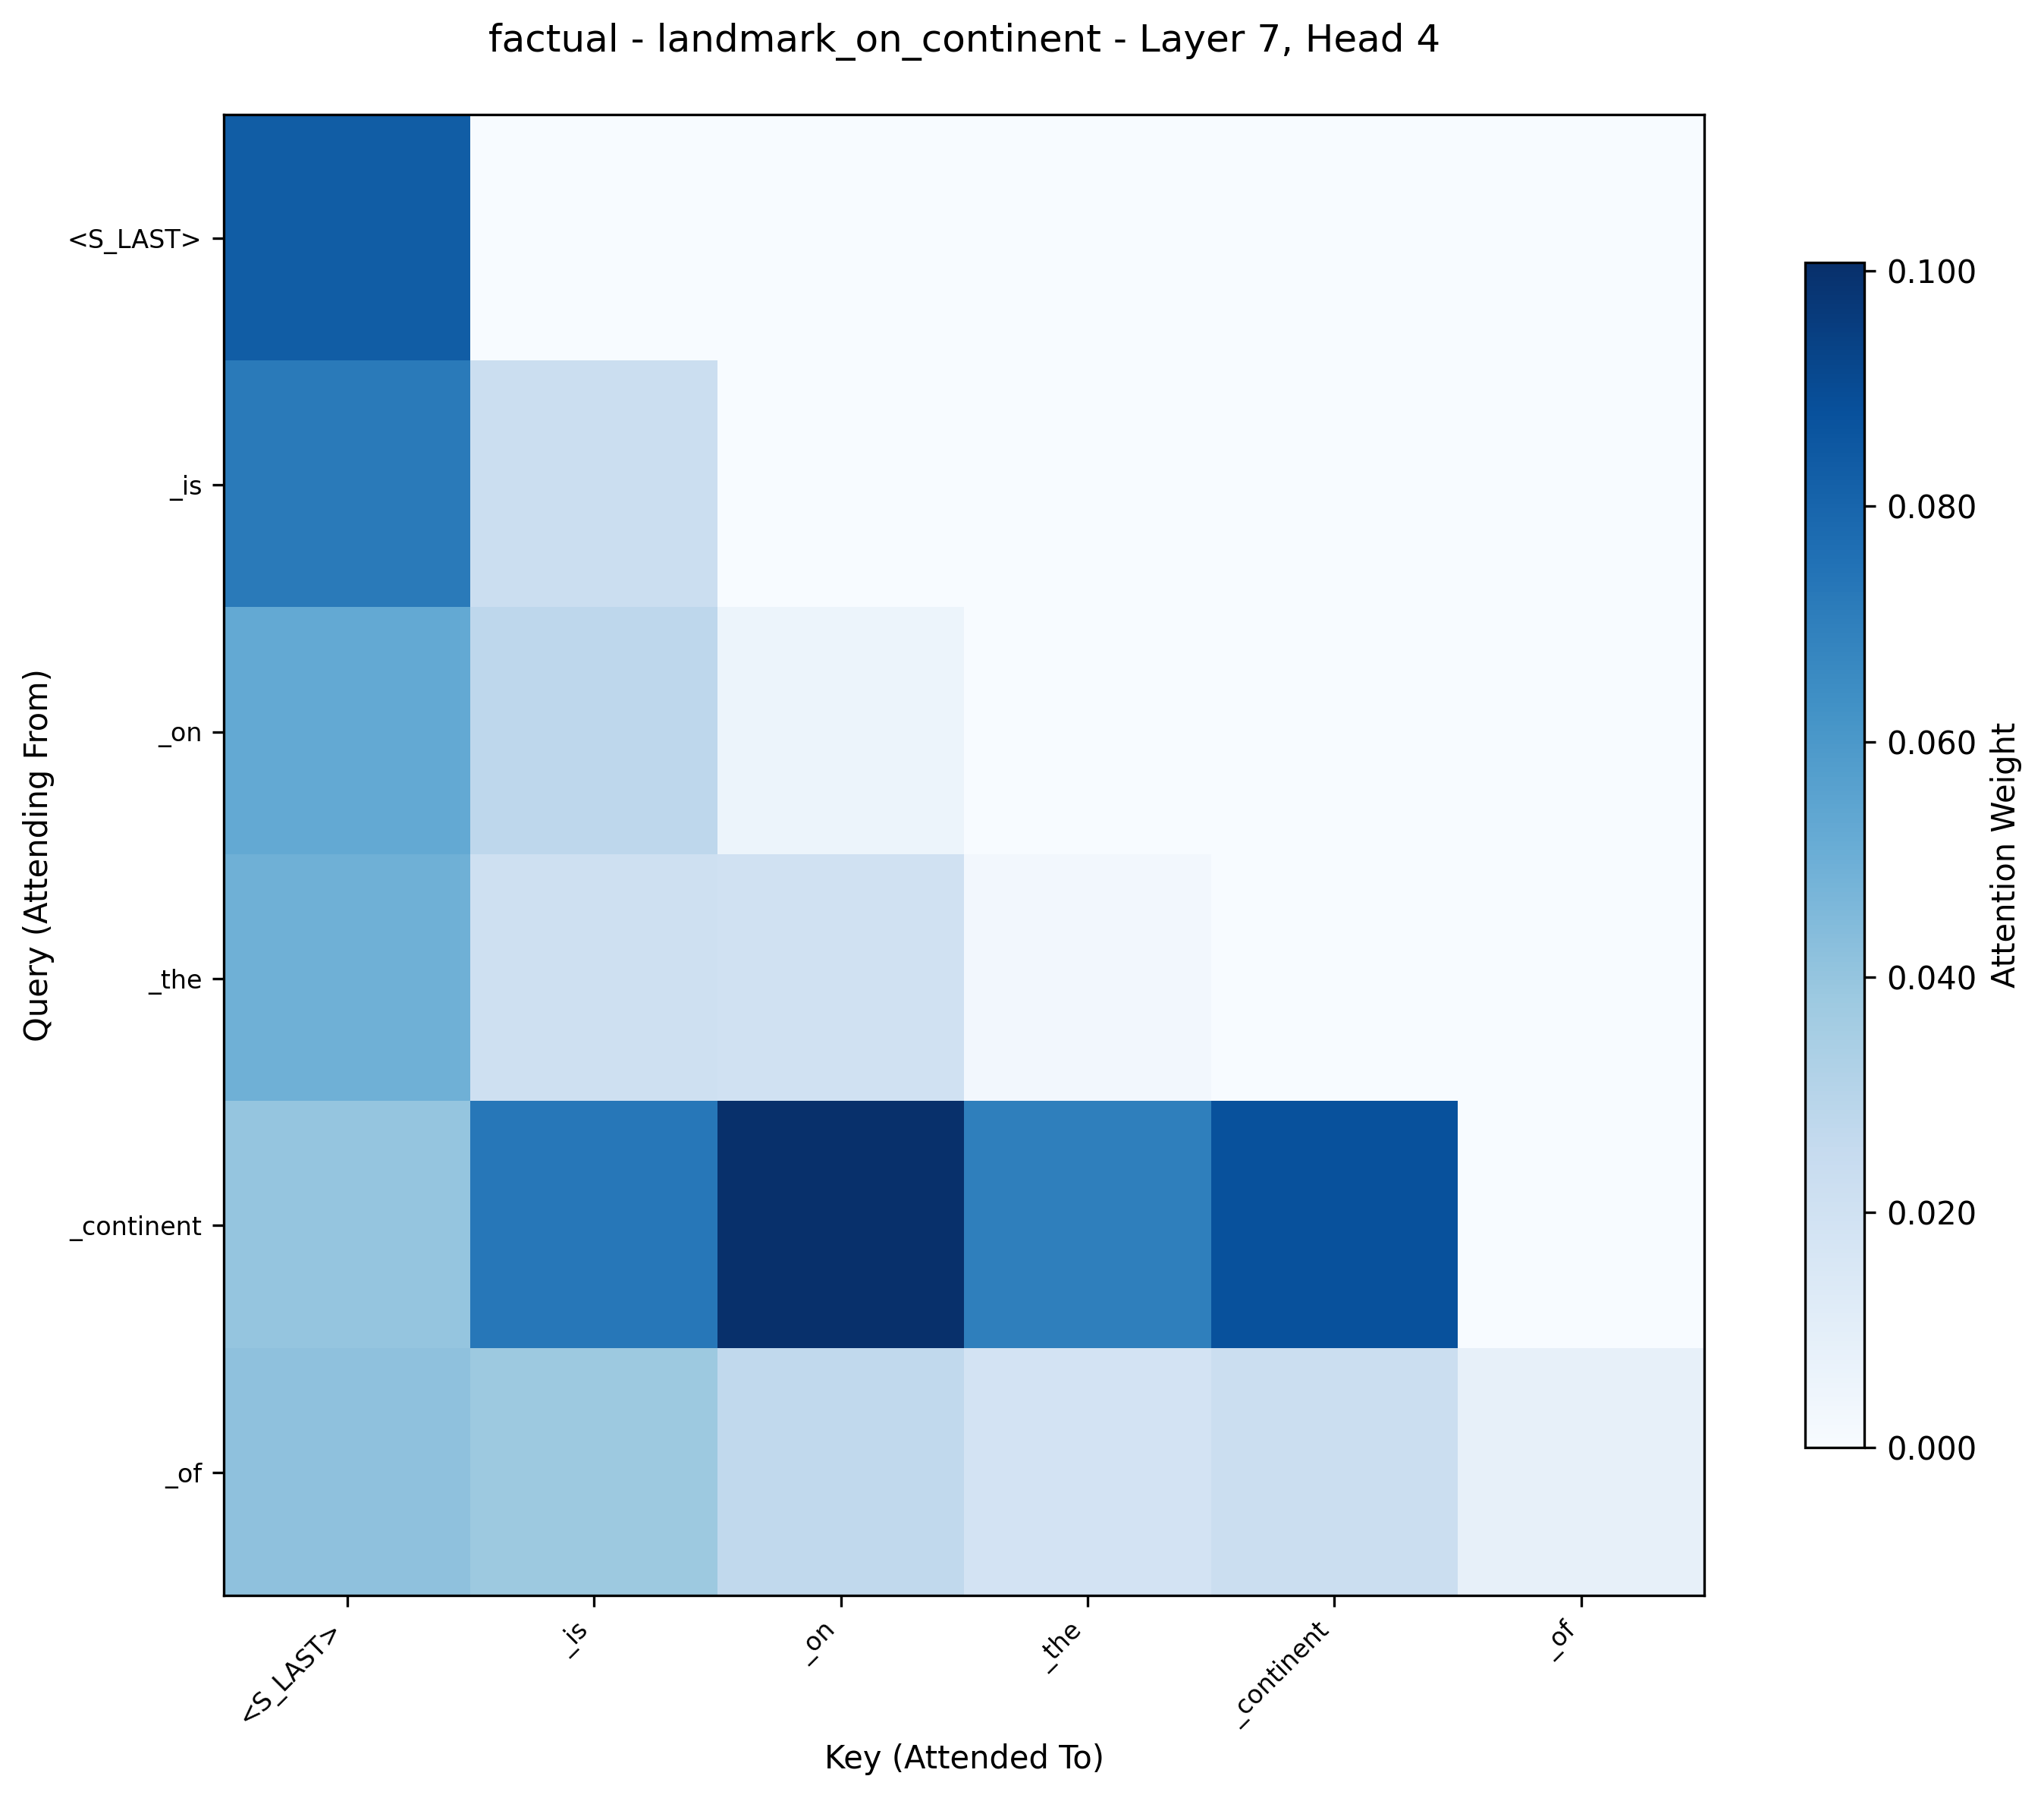 factual - landmark_on_continent - Layer 7, Head 4
Query (Attending From)
<S_LAST>
_is
_on
_the
_continent
_of
<S_LAST>
_is
_on
_the
_continent
_of
Key (Attended To)
0.100
0.080
0.060
0.040
0.020
0.000
Attention Weight